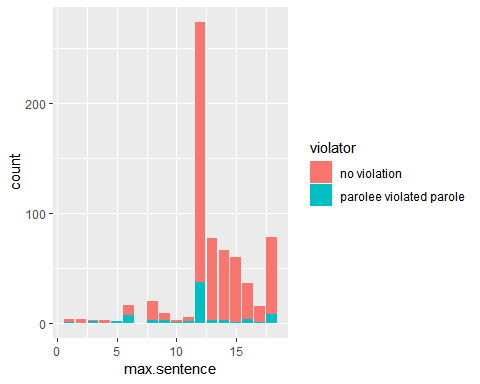 200
100
0
count
0
5
10
15
max.sentence
violator
no violation
parolee violated parole